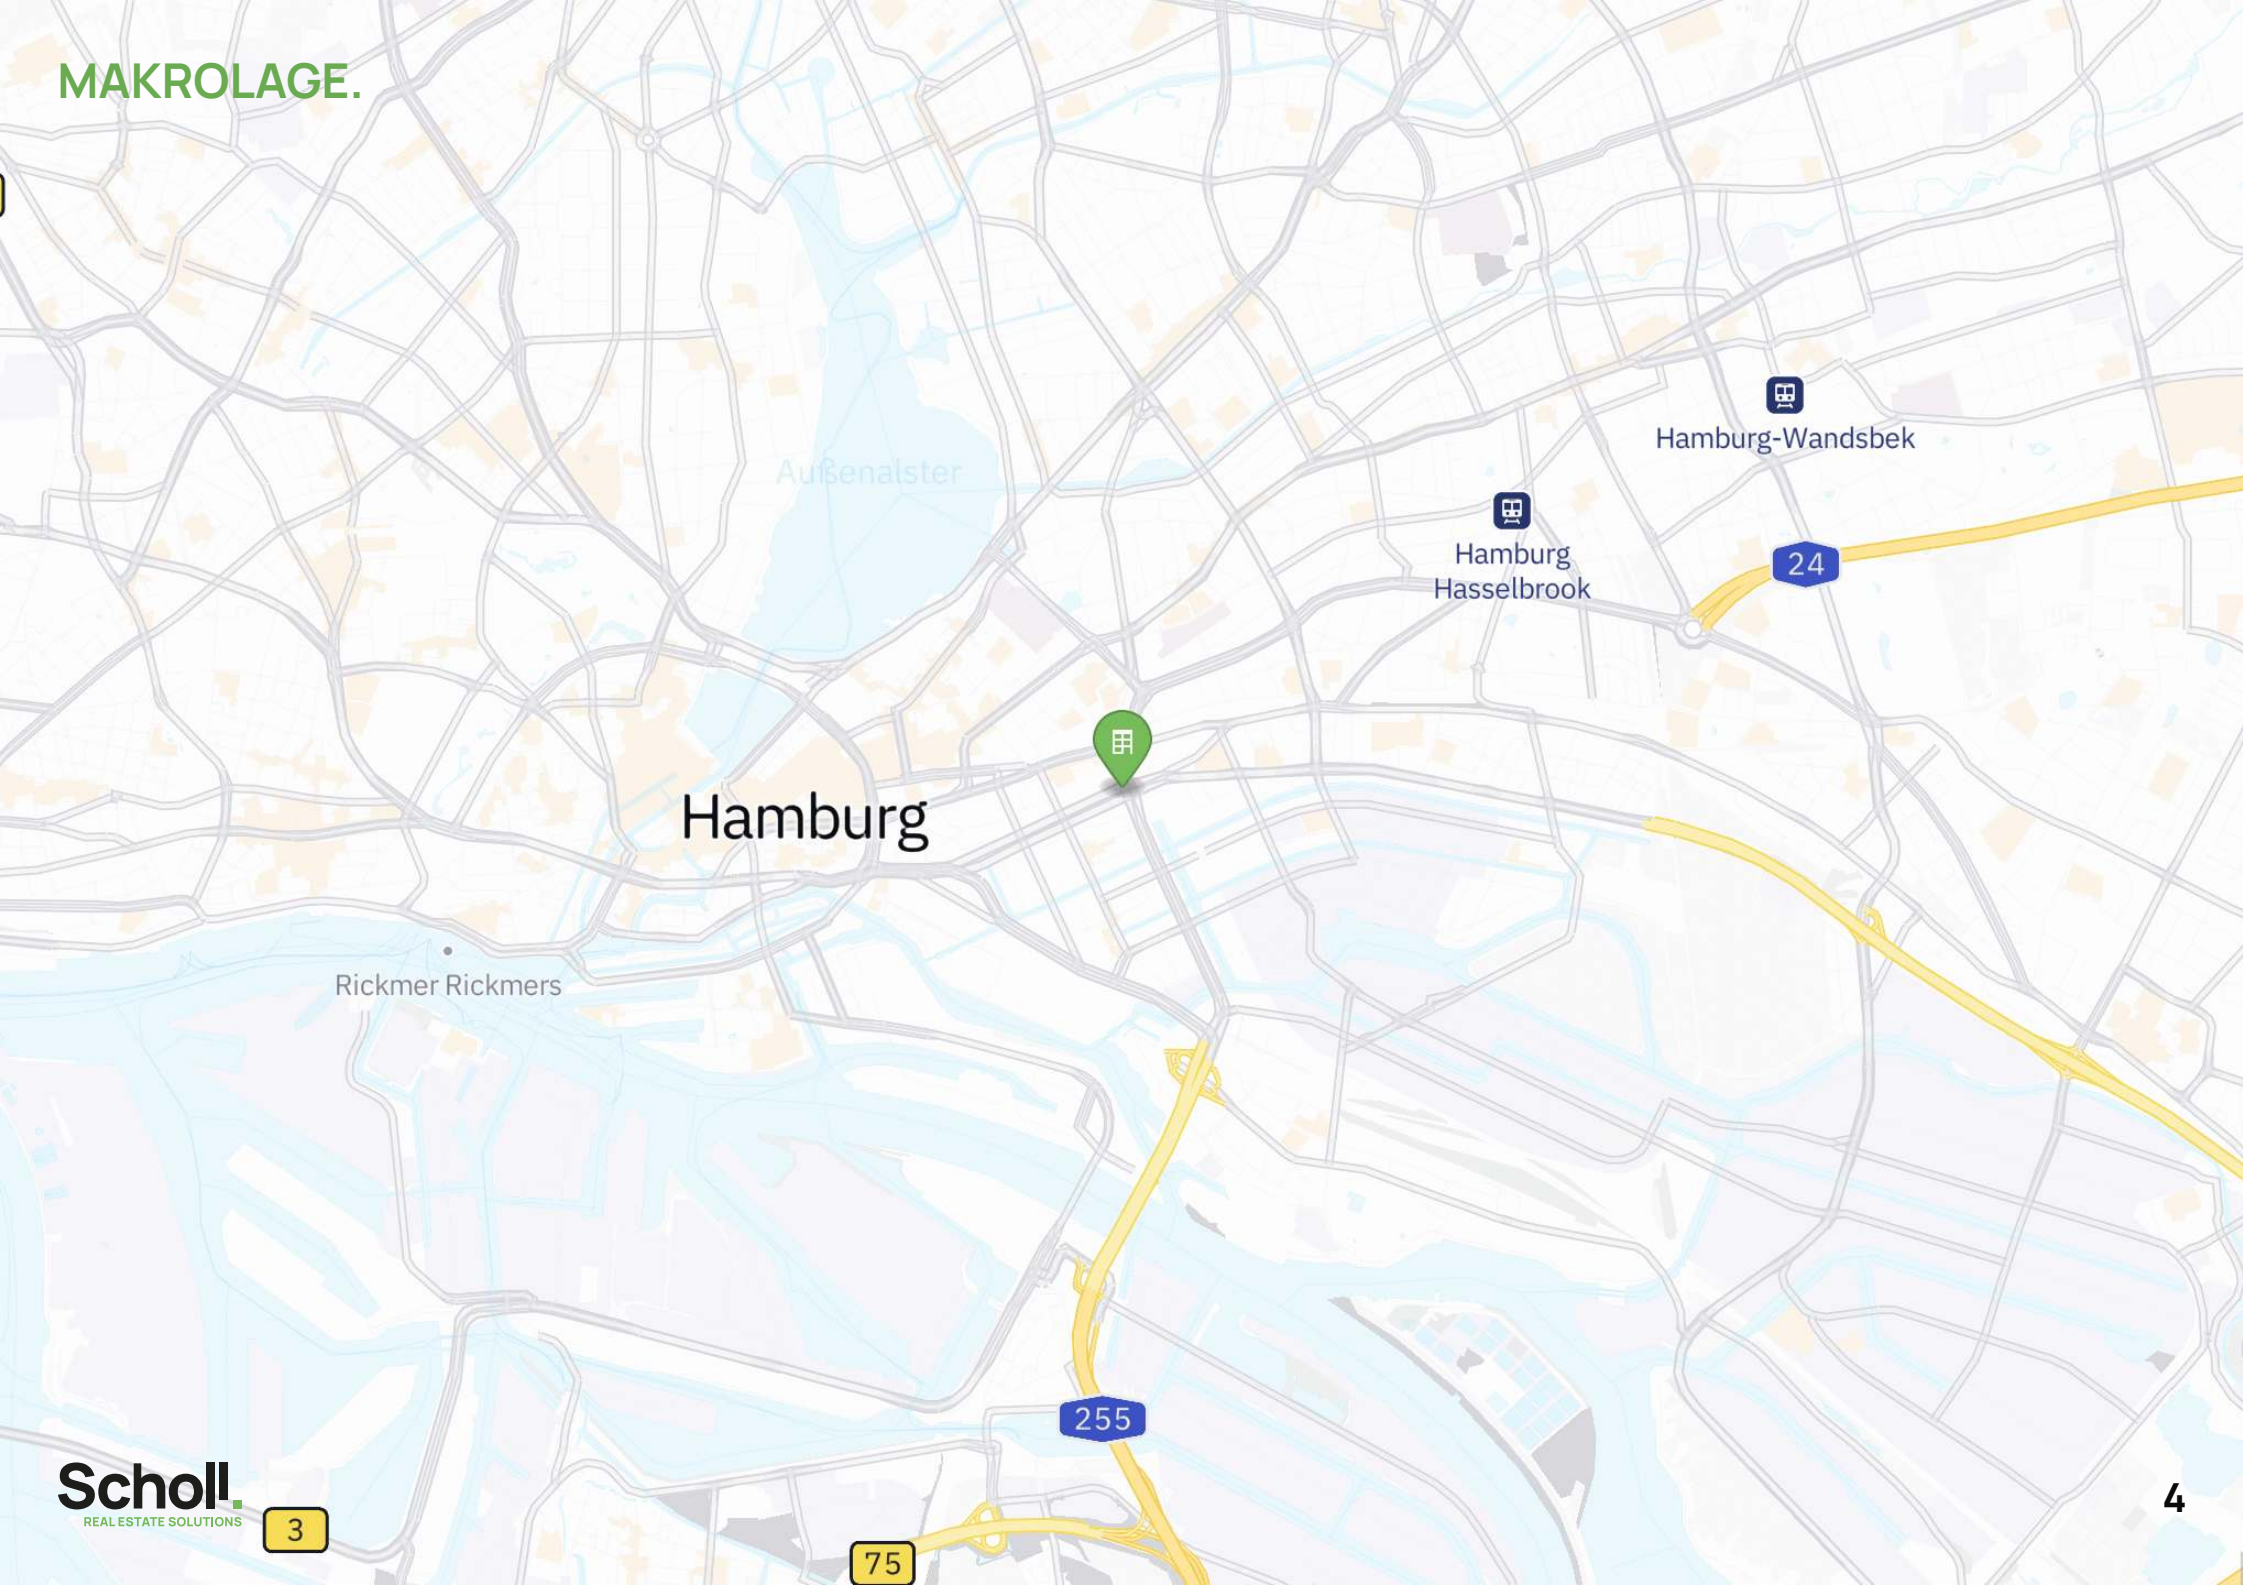 MAKROLAGE.
Hamburg-Wandsbek
Außenalster
Hamburg
Hasselbrook
24
Hamburg
Rickmer Rickmers
255
Scholl.
REAL ESTATE SOLUTIONS
3
75
4